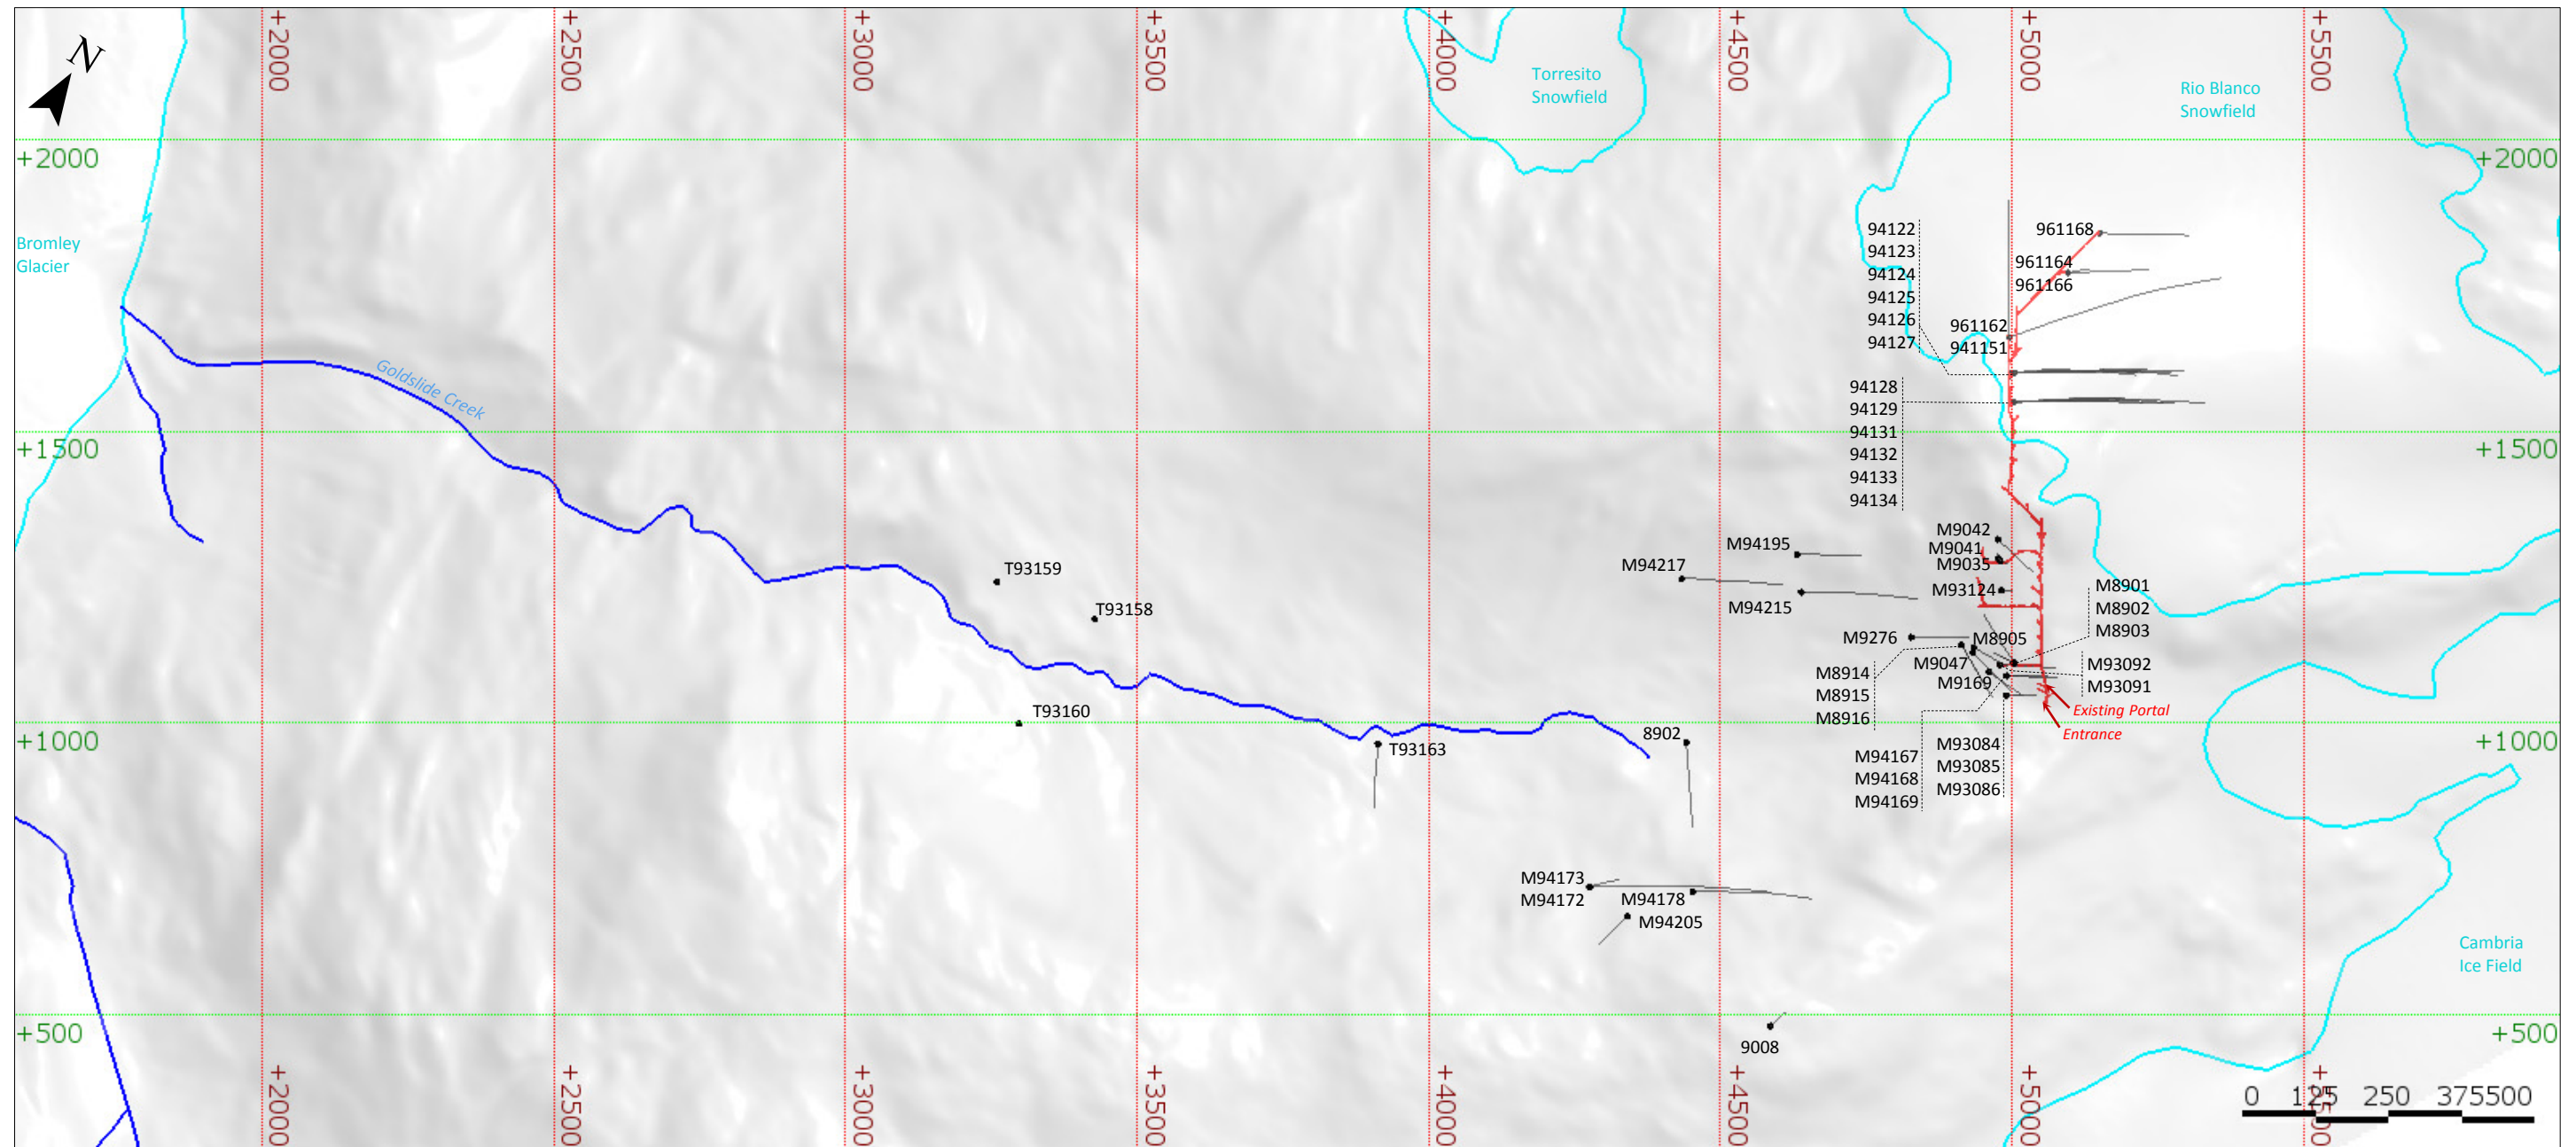 N
+2000
+2500
+3000
+3500
+4000
+4500
+5000
+5500
Torresito
Snowfield
Rio Blanco
Snowfield
+2000
+2000
Bromley
Glacier
94122
94123
94124
94125
94126
94127
961168
961164
961166
961162
941151
Goldslide Creek
94128
94129
94131
94132
94133
94134
+1500
+1500
M9042
M9041
M9035
M94195
M94217
M94215
M93124
T93159
T93158
M8901
M8902
M8903
M9276
M8905
M9047
M9169
M8914
M8915
M8916
M93092
M93091
T93160
Existing Portal
Entrance
+1000
+1000
T93163
8902
M94167
M94168
M94169
M93084
M93085
M93086
M94173
M94172
M94178
M94205
Cambria
Ice Field
+500
+500
9008
+2000
+2500
+3000
+3500
+4000
+4500
+5000
+5500
0 125 250 375500